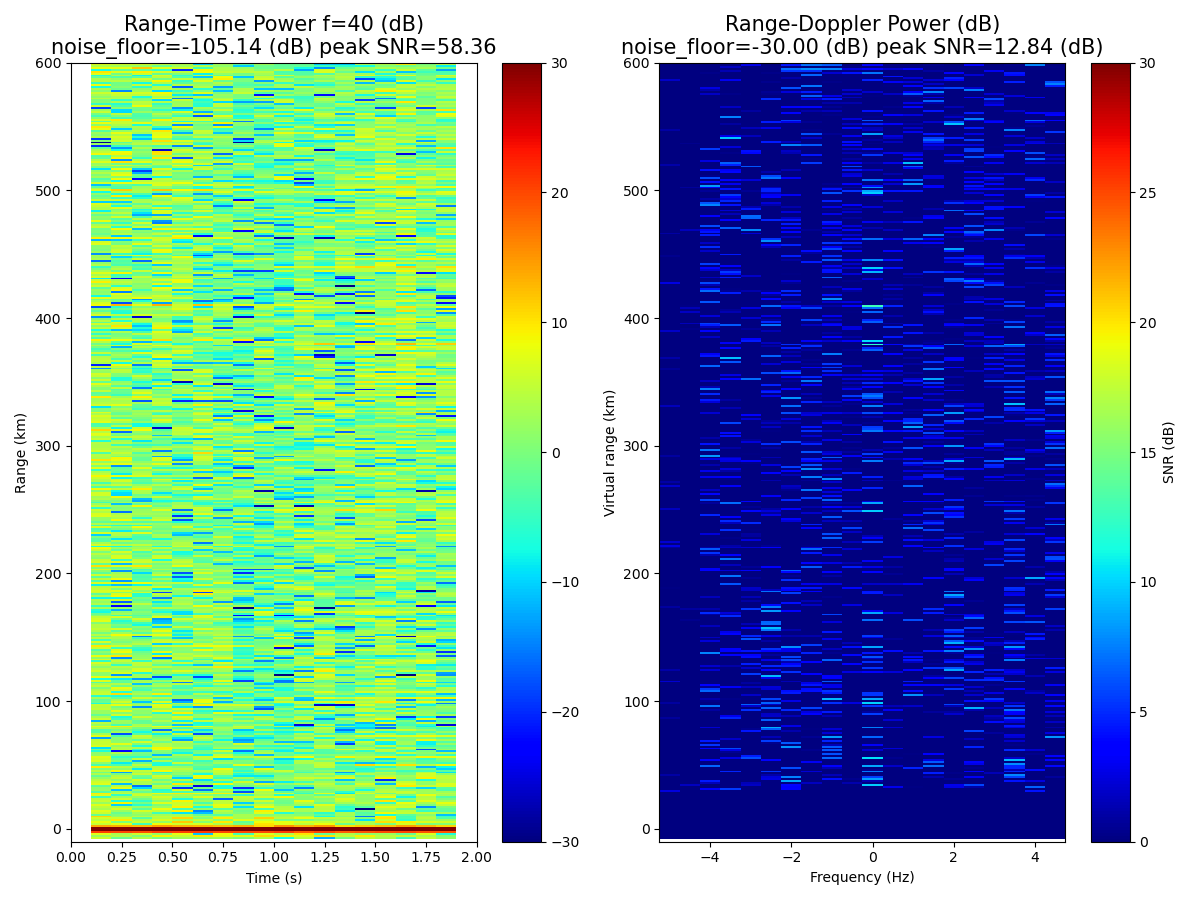 Range-Time Power f=40 (dB)
noise_floor=-105.14 (dB) peak SNR=58.36
Range-Doppler Power (dB)
noise_floor=-30.00 (dB) peak SNR=12.84 (dB)
600
500
400
300
200
100
0
Range (km)
0.00 0.25 0.50 0.75 1.00 1.25 1.50 1.75 2.00
Time (s)
30
20
10
0
−10
−20
−30
600
500
400
300
200
100
0
Virtual range (km)
−4 −2 0 2 4
Frequency (Hz)
30
25
20
15
10
5
0
SNR (dB)